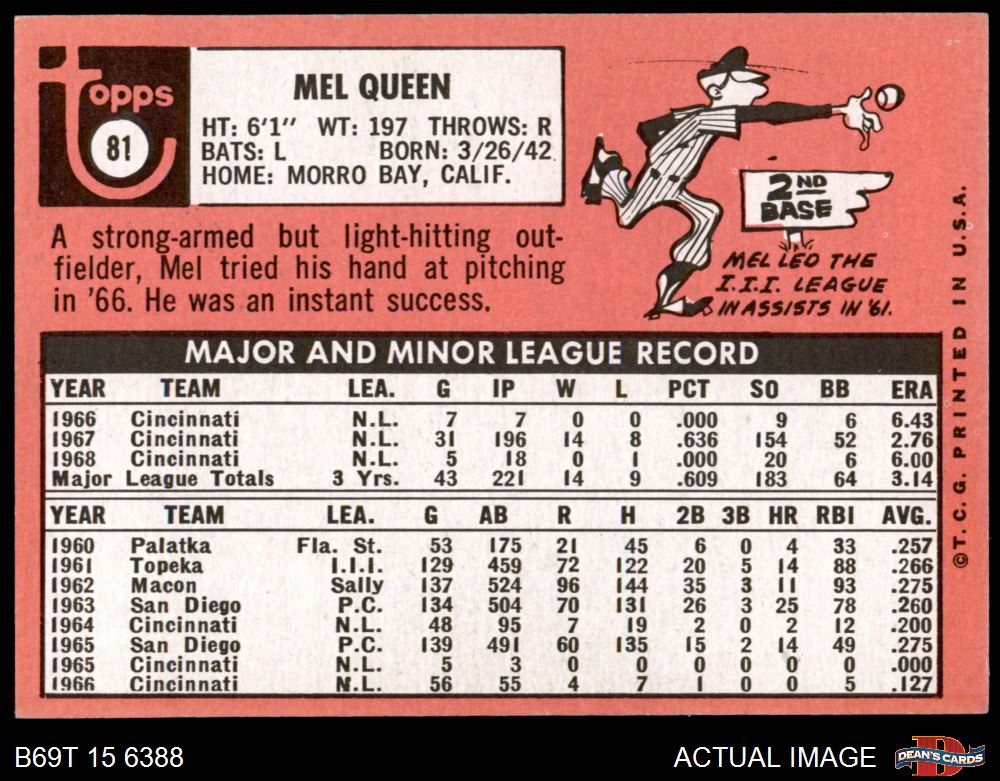 Topps
81
MEL QUEEN
HT: 6'1" WT: 197 THROWS: R
BATS: L BORN: 3/26/42
HOME: MORRO BAY, CALIF.
A strong-armed but light-hitting out-
fielder, Mel tried his hand at pitching
in '66. He was an instant success.
2ND
BASE
MEL LED THE
I.I.I. LEAGUE
IN ASSISTS IN '61.
MAJOR AND MINOR LEAGUE RECORD
YEAR TEAM LEA. G IP W L PCT SO BB ERA
1966 Cincinnati N.L. 7 7 0 0 .000 9 6 6.43
1967 Cincinnati N.L. 31 196 14 8 .636 154 52 2.76
1968 Cincinnati N.L. 5 18 0 1 .000 20 6 6.00
Major League Totals 3 Yrs. 43 221 14 9 .609 183 64 3.14
YEAR TEAM LEA. G AB R H 2B 3B HR RBI AVG.
1960 Palatka Fla. St. 53 175 21 45 6 0 4 33 .257
1961 Topeka I.I.I. 129 459 72 122 20 5 14 88 .266
1962 Macon Sally 137 524 96 144 35 3 11 93 .275
1963 San Diego P.C. 134 504 70 131 26 3 25 78 .260
1964 Cincinnati N.L. 48 95 7 19 2 0 2 12 .200
1965 San Diego P.C. 139 491 60 135 15 2 14 49 .275
1965 Cincinnati N.L. 5 3 0 0 0 0 0 0 .000
1966 Cincinnati N.L. 56 55 4 7 1 0 0 5 .127
©T.C.G. PRINTED IN U.S.A.
B69T 15 6388
ACTUAL IMAGE
DEAN'S CARDS